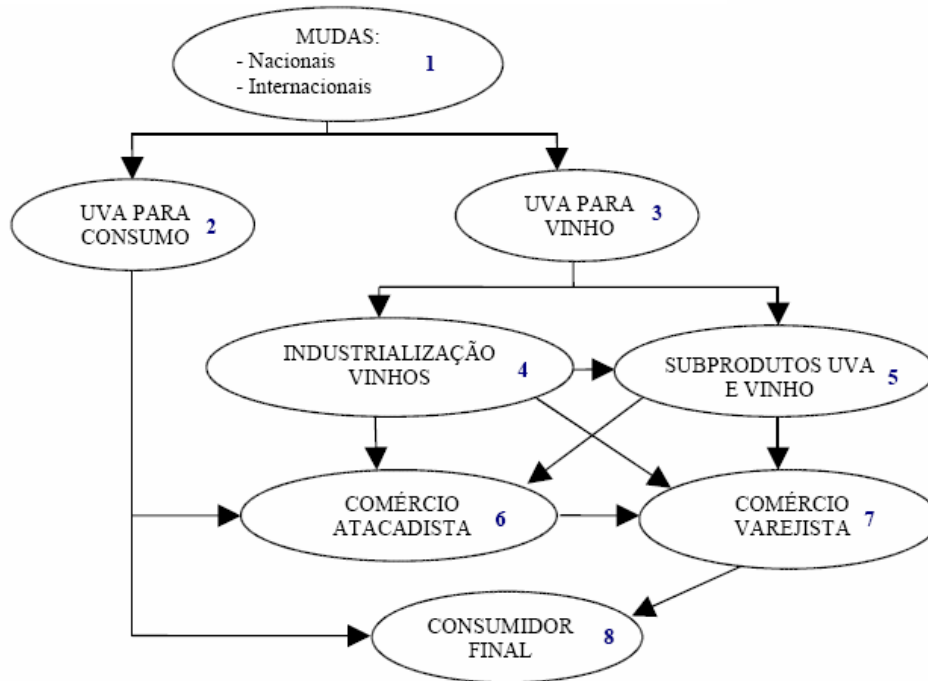 MUDAS:
- Nacionais 1
- Internacionais
UVA PARA
CONSUMO 2
UVA PARA
VINHO 3
INDUSTRIALIZAÇÃO
VINHOS 4
SUBPRODUTOS UVA
E VINHO 5
COMÉRCIO
ATACADISTA 6
COMÉRCIO
VAREJISTA 7
CONSUMIDOR
FINAL 8